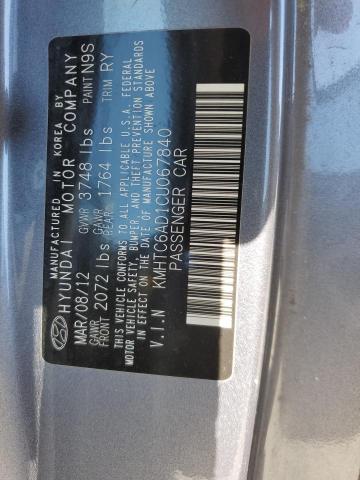 MANUFACTURED IN KOREA BY
HYUNDAI MOTOR COMPANY
MAR/08/12 GVWR 3748 lbs PAINT N9S
GAWR FRONT 2072 lbs GAWR REAR 1764 lbs TRIM RY
THIS VEHICLE CONFORMS TO ALL APPLICABLE U.S.A. FEDERAL
MOTOR VEHICLE SAFETY, BUMPER, AND THEFT PREVENTION STANDARDS
IN EFFECT ON THE DATE OF MANUFACTURE SHOWN ABOVE
V.I.N KMHTC6AD1CU067840
PASSENGER CAR